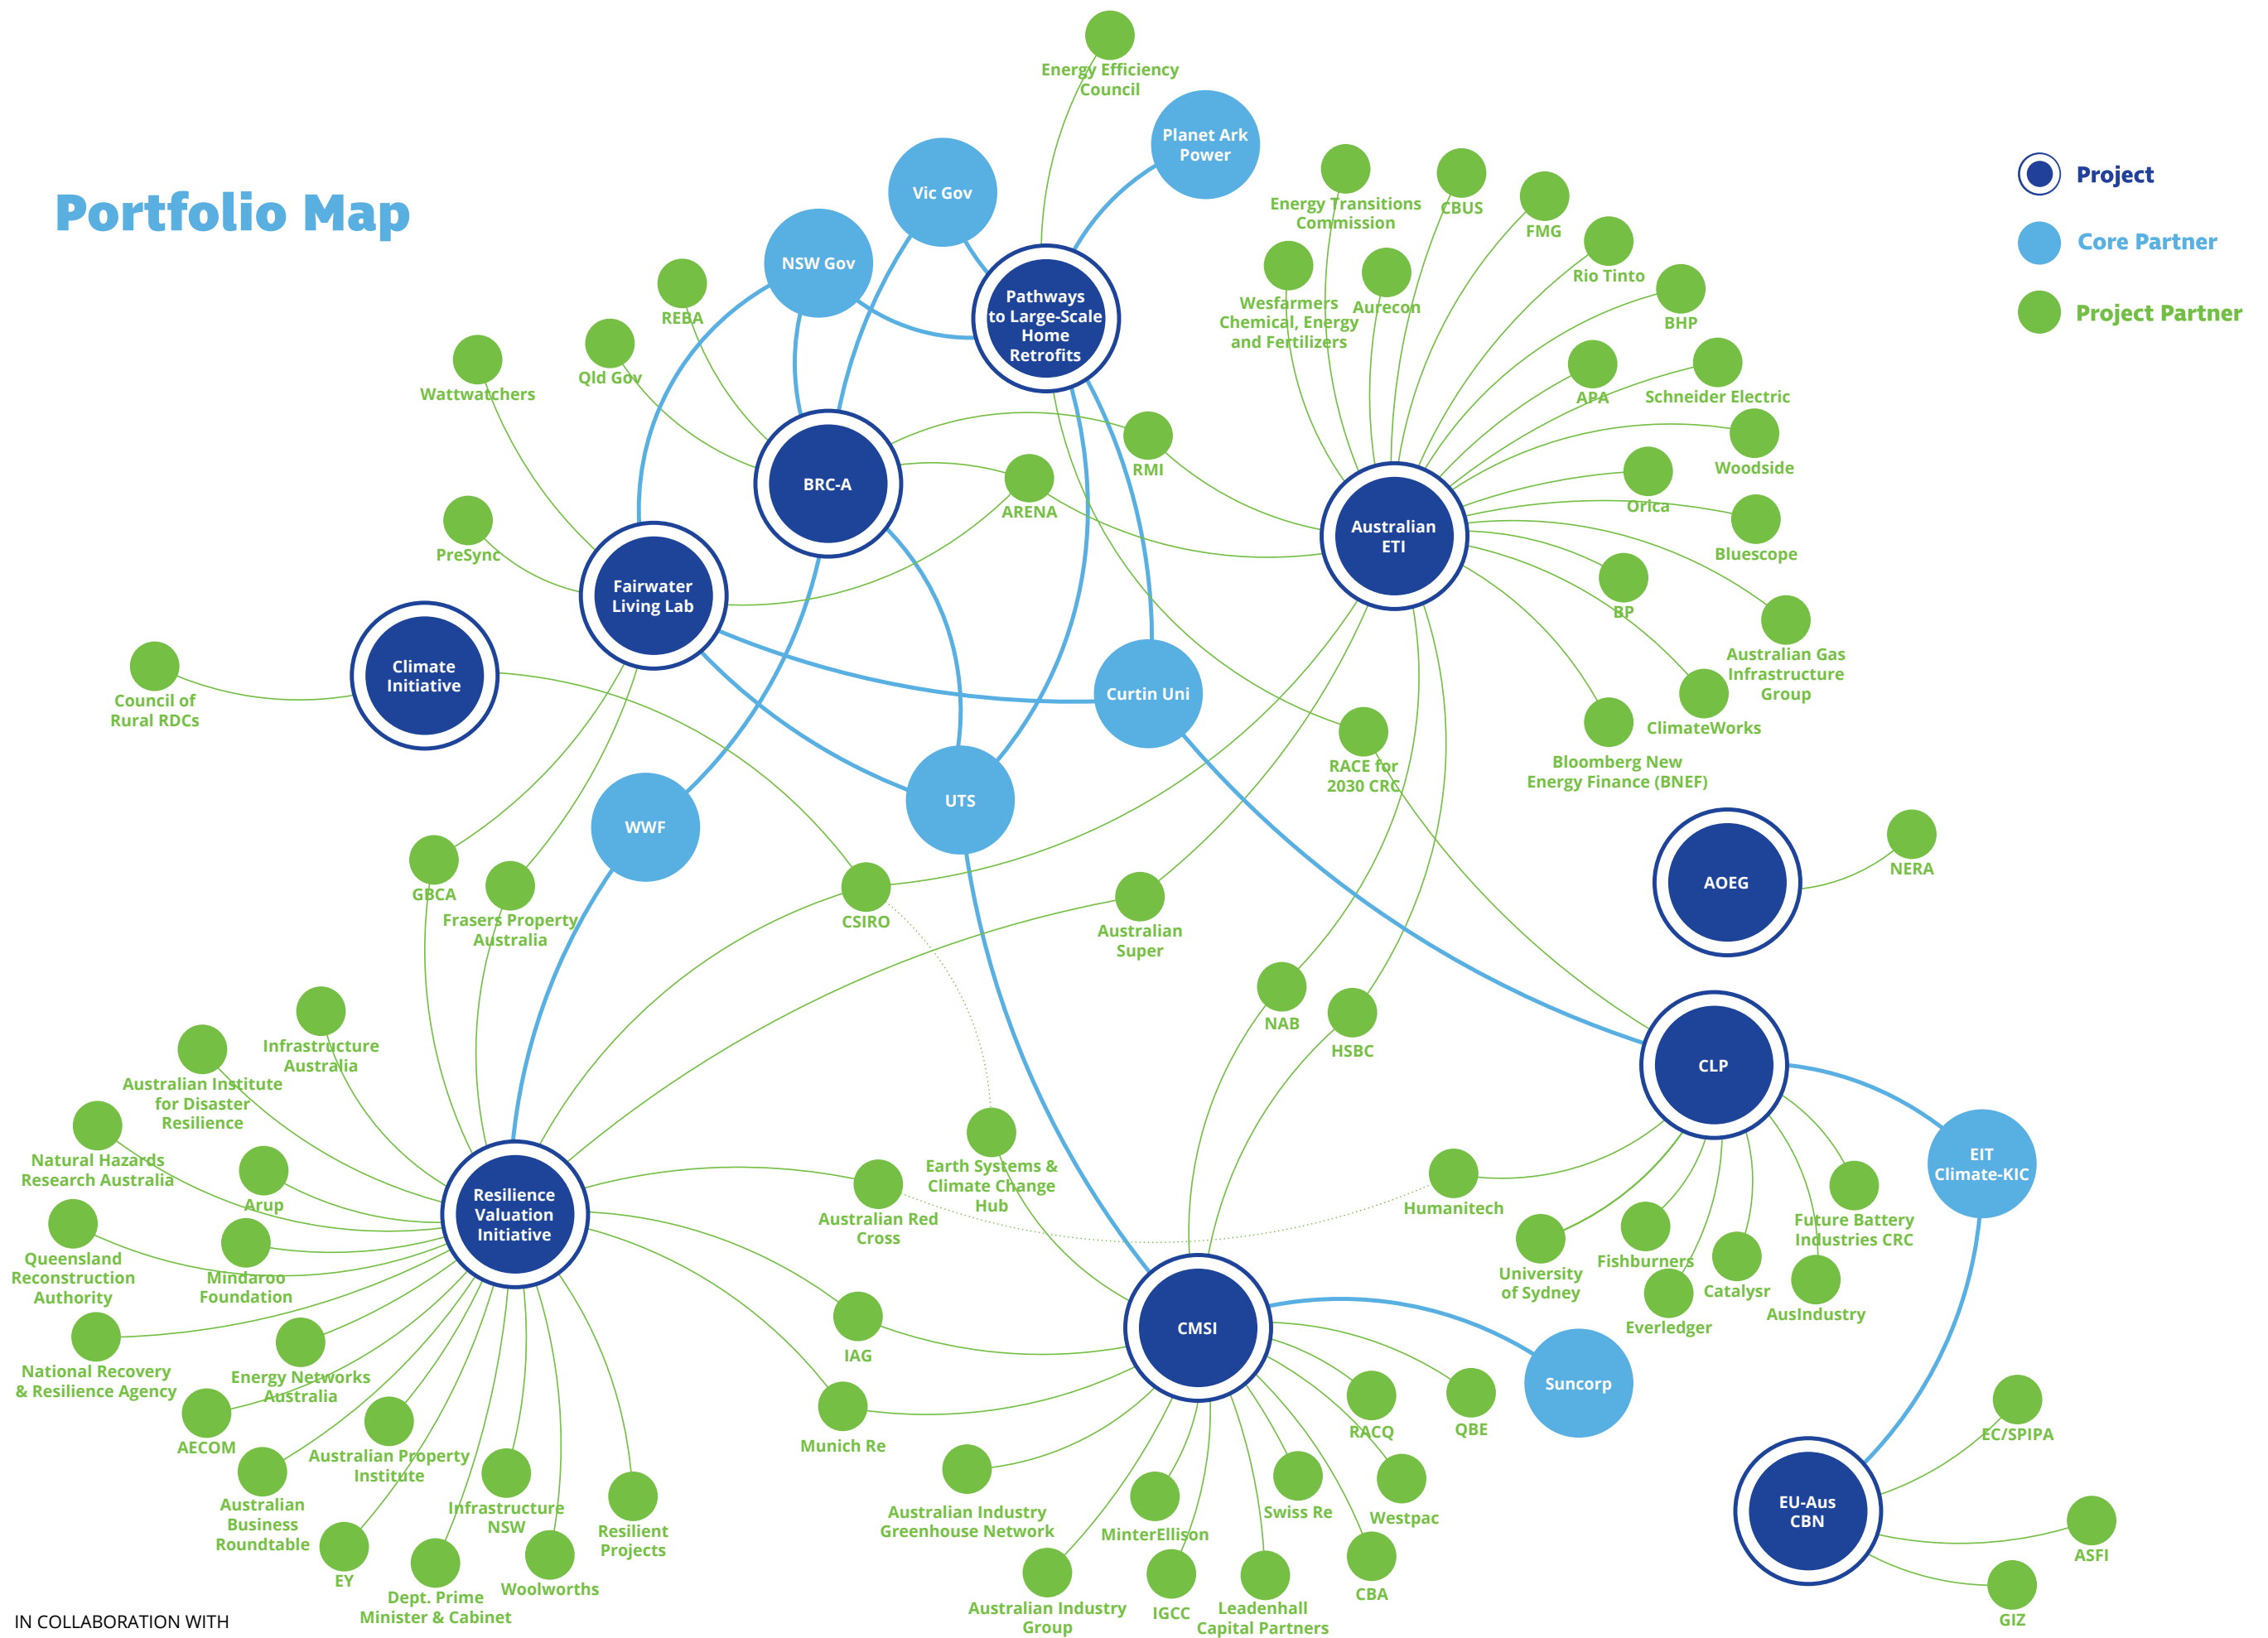 Portfolio Map
Project
Core Partner
Project Partner
Energy Efficiency
Council
Planet Ark
Power
Vic Gov
NSW Gov
Pathways
to Large-Scale
Home
Retrofits
Energy Transitions
Commission
CBUS
FMG
Rio Tinto
BHP
Wesfarmers
Chemical, Energy
and Fertilizers
Aurecon
APA
Schneider Electric
Woodside
Orica
Bluescope
BP
Australian Gas
Infrastructure
Group
ClimateWorks
Bloomberg New
Energy Finance (BNEF)
REBA
Qld Gov
Wattwatchers
PreSync
BRC-A
RMI
ARENA
Australian
ETI
Fairwater
Living Lab
Climate
Initiative
Council of
Rural RDCs
Curtin Uni
RACE for
2030 CRC
UTS
WWF
GBCA
Frasers Property
Australia
CSIRO
Australian
Super
NAB
HSBC
AOEG
NERA
CLP
EIT
Climate-KIC
Infrastructure
Australia
Australian Institute
for Disaster
Resilience
Natural Hazards
Research Australia
Arup
Queensland
Reconstruction
Authority
Mindaroo
Foundation
National Recovery
& Resilience Agency
Energy Networks
Australia
AECOM
Australian Property
Institute
Australian
Business
Roundtable
EY
Infrastructure
NSW
Dept. Prime
Minister & Cabinet
Woolworths
Resilient
Projects
Resilience
Valuation
Initiative
Australian Red
Cross
Earth Systems &
Climate Change
Hub
IAG
Munich Re
Humanitech
University
of Sydney
Fishburners
Everledger
Catalysr
AusIndustry
Future Battery
Industries CRC
CMSI
Suncorp
RACQ
QBE
Westpac
Swiss Re
CBA
Leadenhall
Capital Partners
IGCC
MinterEllison
Australian Industry
Group
Australian Industry
Greenhouse Network
EU-Aus
CBN
EC/SPIPA
ASFI
GIZ
IN COLLABORATION WITH